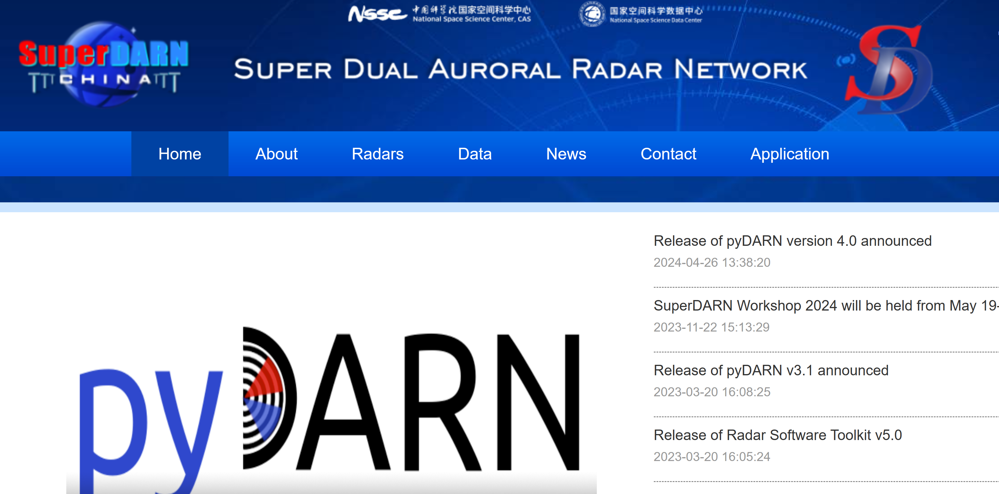 NSSC 中国科学院国家空间科学中心
National Space Science Center, CAS
国家空间科学数据中心
National Space Science Data Center
SuperDARN
CHINA
SUPER DUAL AURORAL RADAR NETWORK
SD
Home About Radars Data News Contact Application
pyDARN
Release of pyDARN version 4.0 announced
2024-04-26 13:38:20
SuperDARN Workshop 2024 will be held from May 19-
2023-11-22 15:13:29
Release of pyDARN v3.1 announced
2023-03-20 16:08:25
Release of Radar Software Toolkit v5.0
2023-03-20 16:05:24